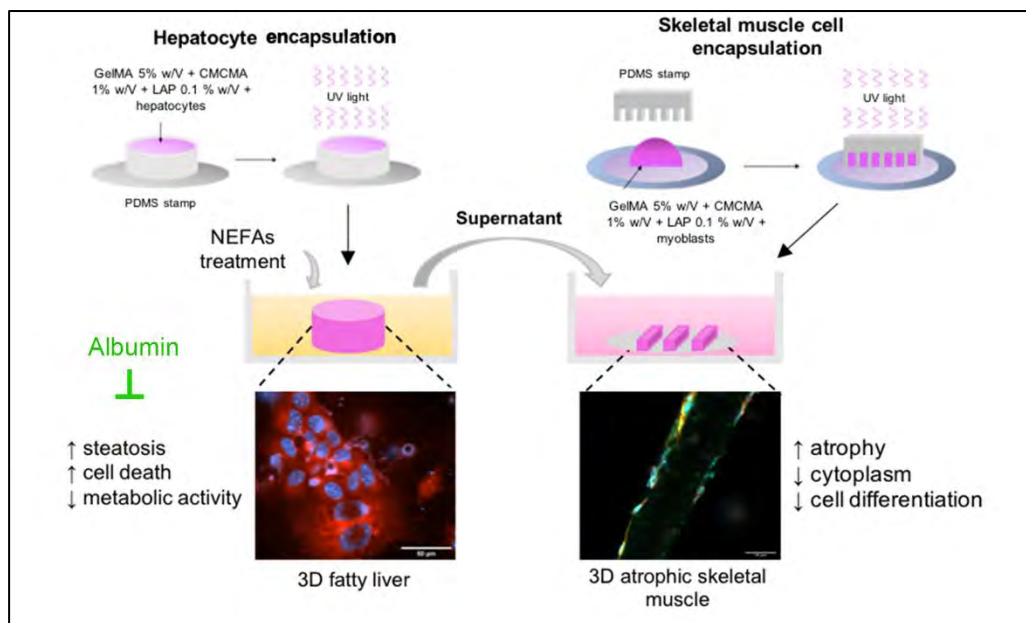 Hepatocyte encapsulation
GelMA 5% w/V + CMCMA
1% w/V + LAP 0.1 % w/V +
hepatocytes
UV light
PDMS stamp
Skeletal muscle cell
encapsulation
PDMS stamp
UV light
GelMA 5% w/V + CMCMA
1% w/V + LAP 0.1 % w/V +
myoblasts
NEFAs
treatment
Supernatant
Albumin
↑ steatosis
↑ cell death
↓ metabolic activity
50 µm
3D fatty liver
↑ atrophy
↓ cytoplasm
↓ cell differentiation
3D atrophic skeletal
muscle